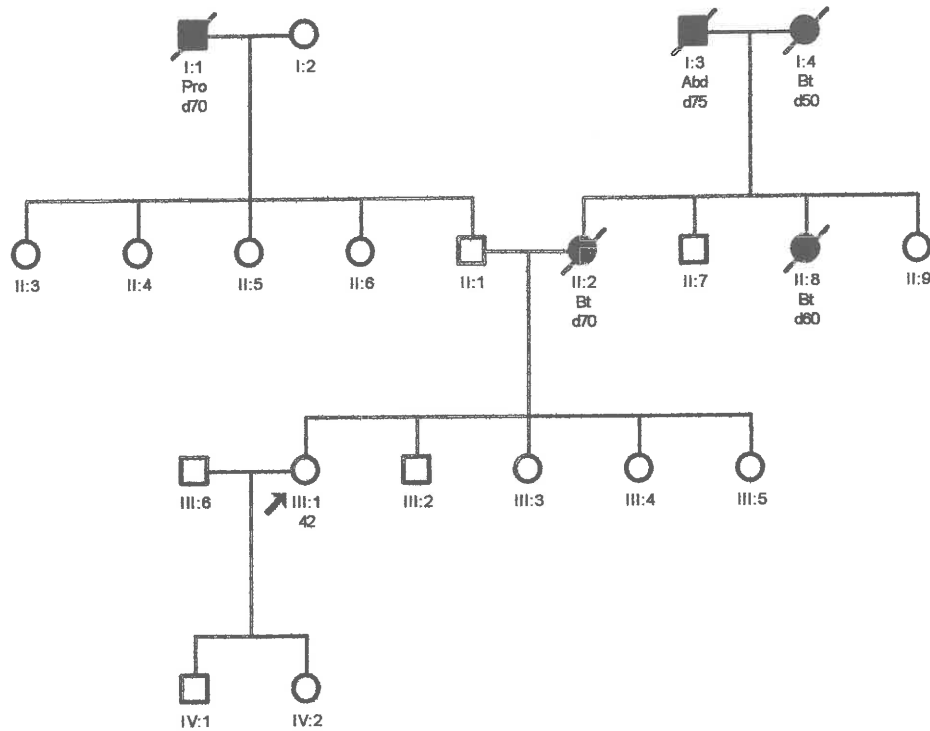 I:1
Pro
d70
I:2
I:3
Abd
d75
I:4
Bt
d50
II:3
II:4
II:5
II:6
II:1
II:2
Bt
d70
II:7
II:8
Bt
d60
II:9
III:6
III:1
42
III:2
III:3
III:4
III:5
IV:1
IV:2